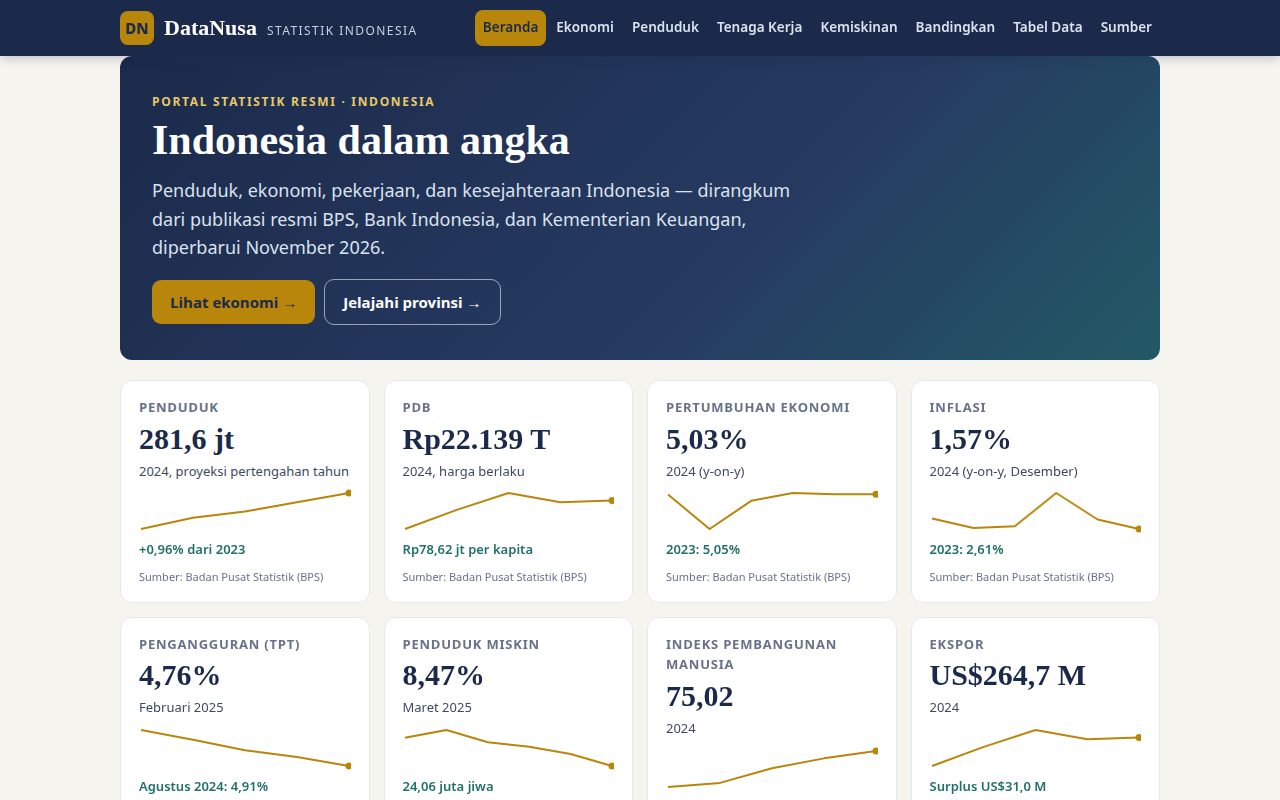 DN DataNusa STATISTIK INDONESIA Beranda Ekonomi Penduduk Tenaga Kerja Kemiskinan Bandingkan Tabel Data Sumber
PORTAL STATISTIK RESMI · INDONESIA
Indonesia dalam angka
Penduduk, ekonomi, pekerjaan, dan kesejahteraan Indonesia — dirangkum
dari publikasi resmi BPS, Bank Indonesia, dan Kementerian Keuangan,
diperbarui November 2026.
Lihat ekonomi → Jelajahi provinsi →
PENDUDUK
281,6 jt
2024, proyeksi pertengahan tahun
+0,96% dari 2023
Sumber: Badan Pusat Statistik (BPS)
PDB
Rp22.139 T
2024, harga berlaku
Rp78,62 jt per kapita
Sumber: Badan Pusat Statistik (BPS)
PERTUMBUHAN EKONOMI
5,03%
2024 (y-on-y)
2023: 5,05%
Sumber: Badan Pusat Statistik (BPS)
INFLASI
1,57%
2024 (y-on-y, Desember)
2023: 2,61%
Sumber: Badan Pusat Statistik (BPS)
PENGANGGURAN (TPT)
4,76%
Februari 2025
Agustus 2024: 4,91%
PENDUDUK MISKIN
8,47%
Maret 2025
24,06 juta jiwa
INDEKS PEMBANGUNAN
MANUSIA
75,02
2024
EKSPOR
US$264,7 M
2024
Surplus US$31,0 M